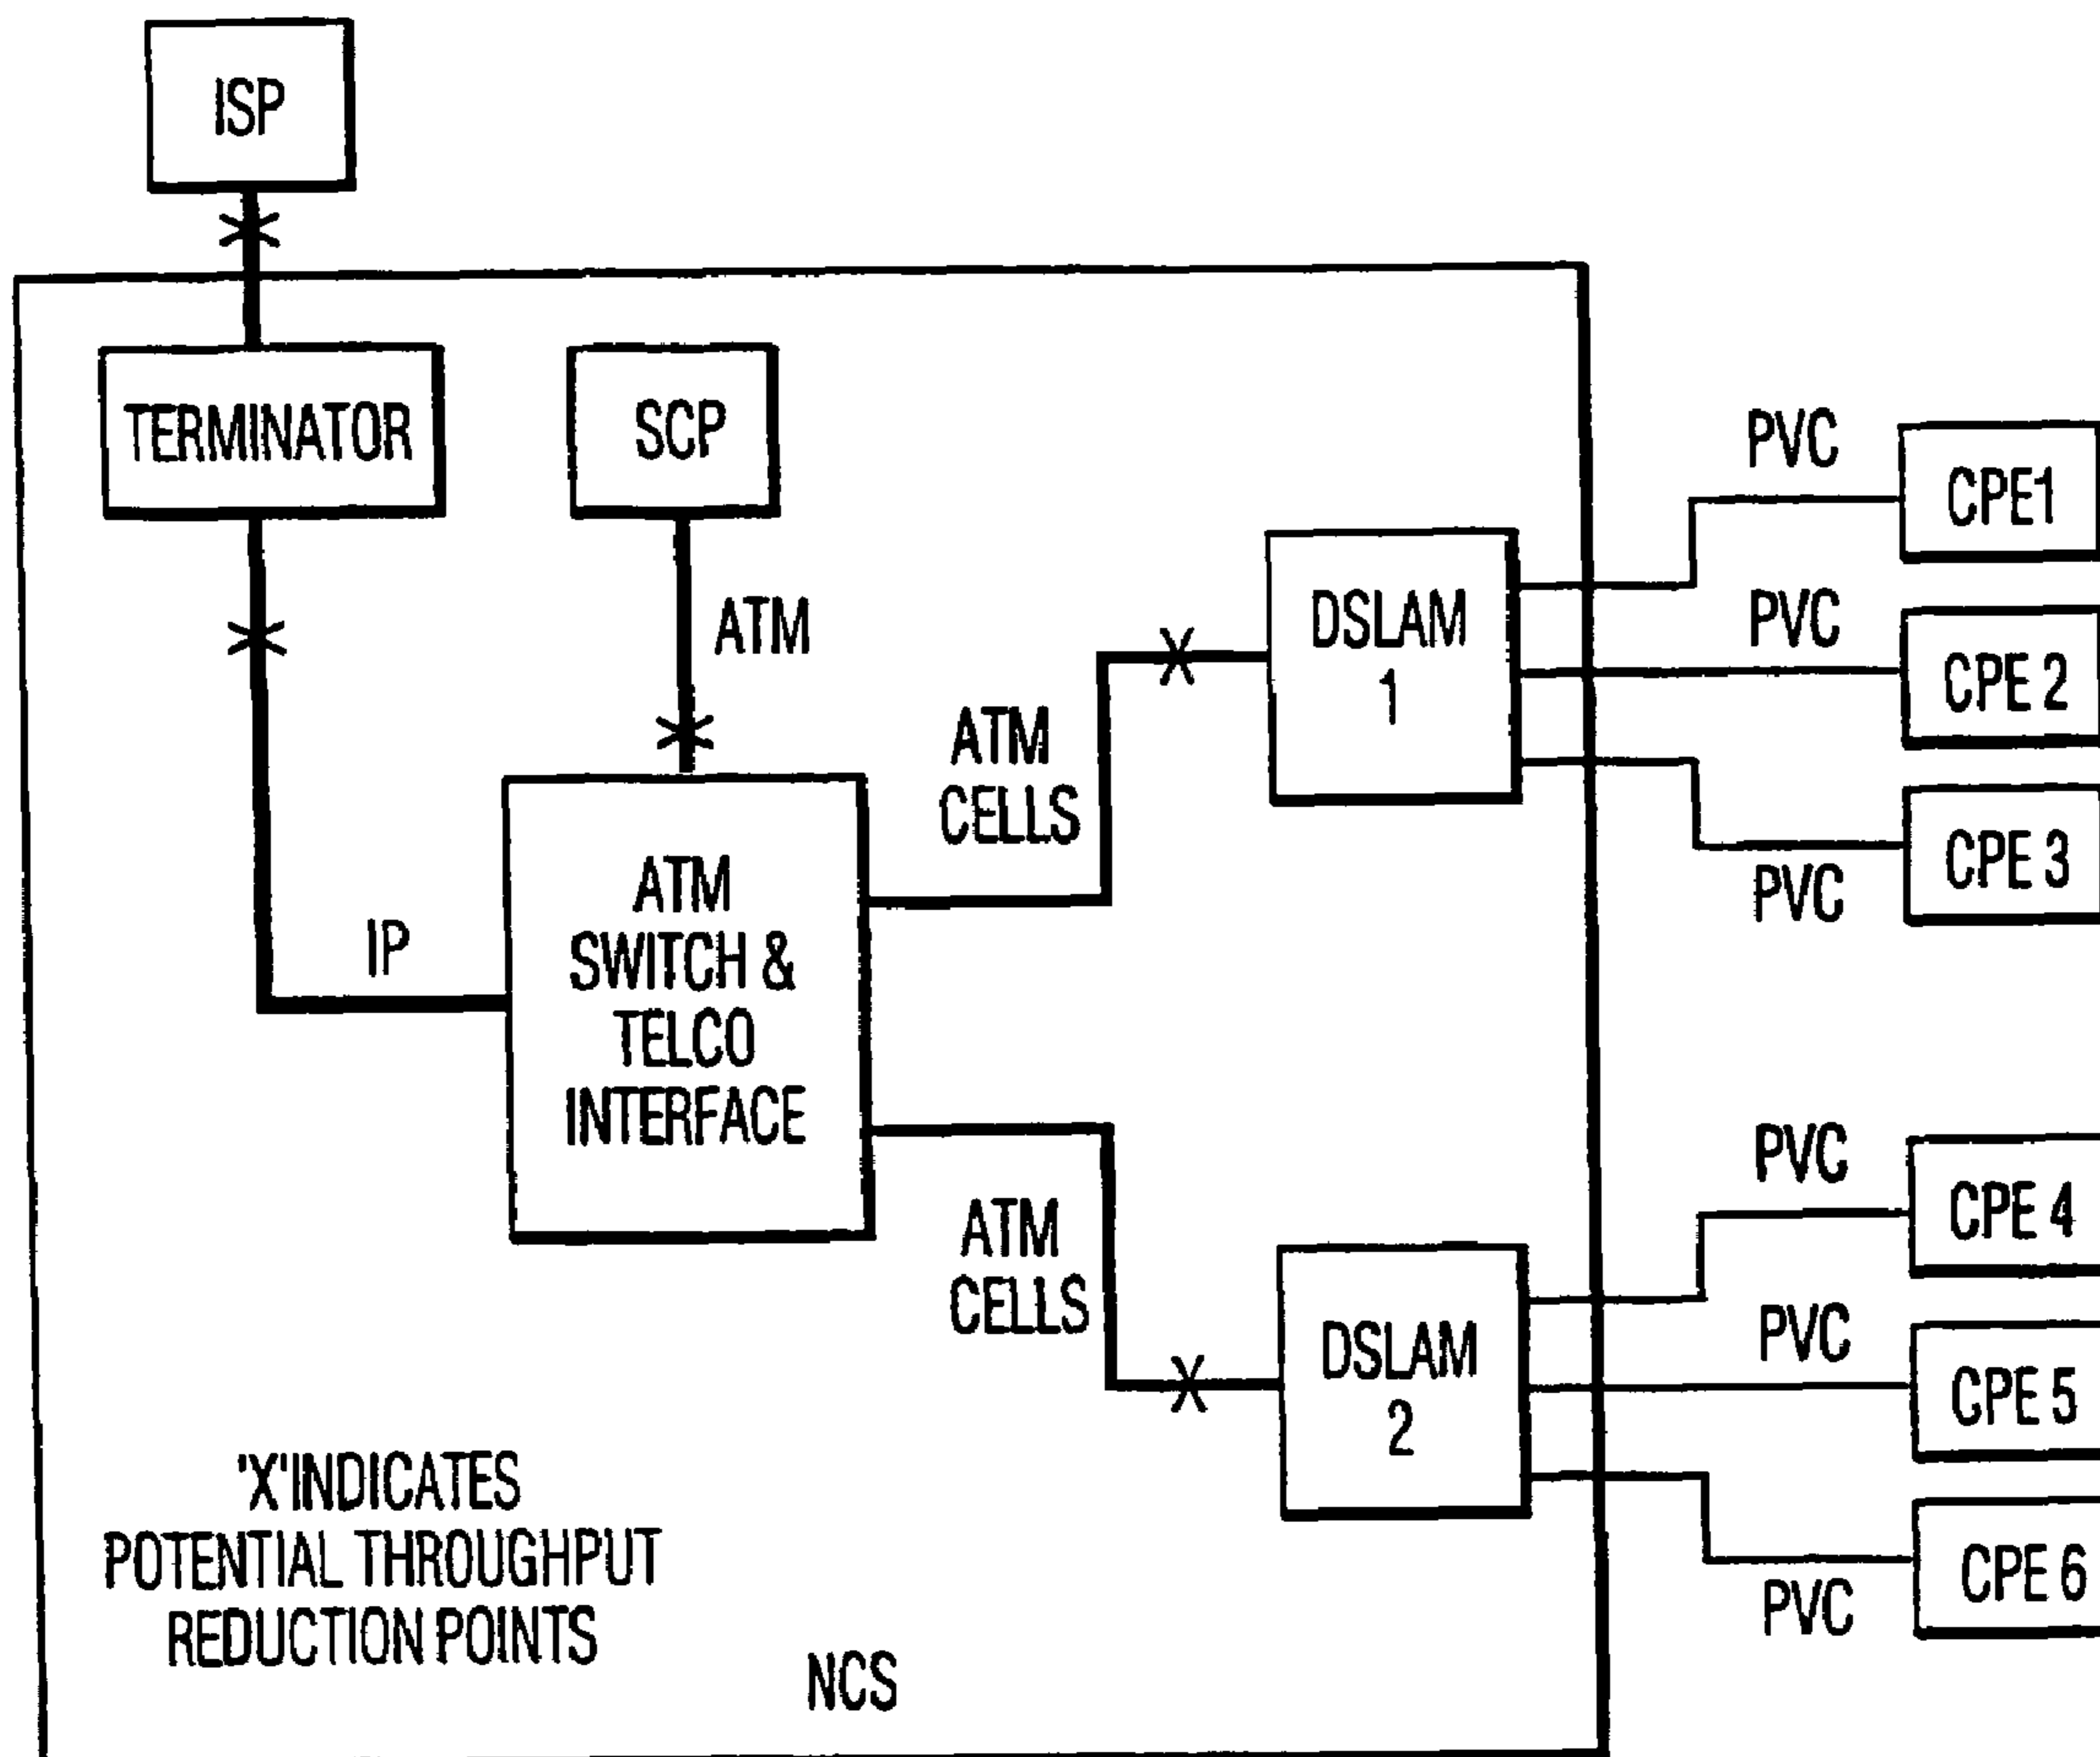 ISP
TERMINATOR
SCP
ATM
IP
ATM
SWITCH &
TELCO
INTERFACE
ATM
CELLS
ATM
CELLS
DSLAM
1
DSLAM
2
PVC
CPE1
PVC
CPE 2
CPE 3
PVC
PVC
CPE 4
PVC
CPE 5
CPE 6
PVC
'X'INDICATES
POTENTIAL THROUGHPUT
REDUCTION POINTS
NCS